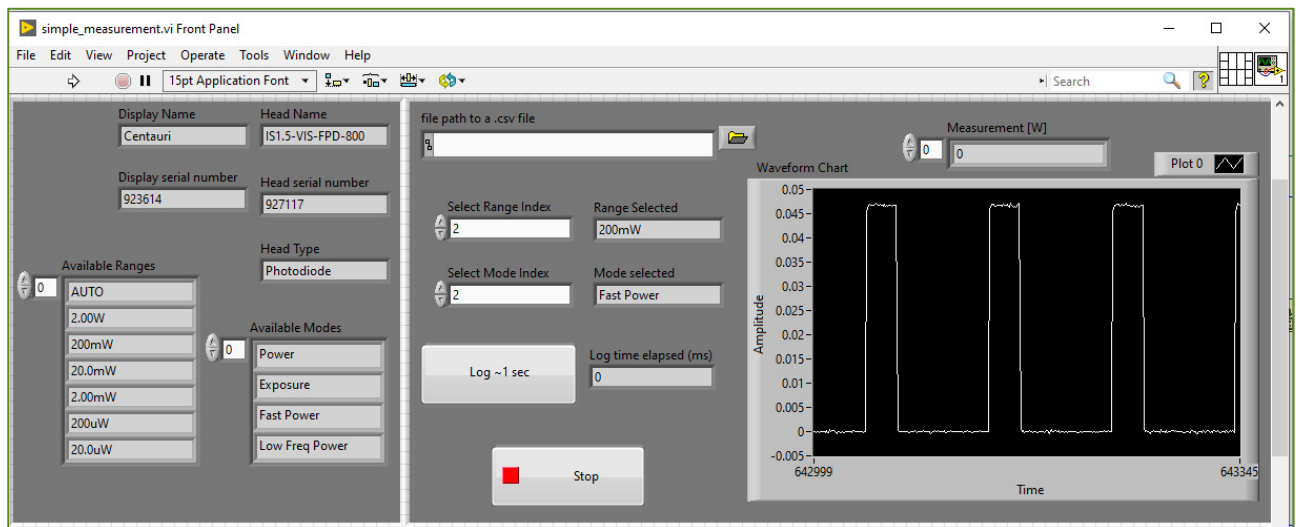 simple_measurement.vi Front Panel
File Edit View Project Operate Tools Window Help
15pt Application Font
Search
1
Display Name
Centauri
Head Name
IS1.5-VIS-FPD-800
Display serial number
923614
Head serial number
927117
Head Type
Photodiode
Available Ranges
0
AUTO
2.00W
200mW
20.0mW
2.00mW
200uW
20.0uW
Available Modes
0
Power
Exposure
Fast Power
Low Freq Power
file path to a .csv file
Select Range Index
2
Range Selected
200mW
Select Mode Index
2
Mode selected
Fast Power
Log ~1 sec
Log time elapsed (ms)
0
Stop
Measurement [W]
0
0
Waveform Chart
Plot 0
Amplitude
0.05
0.045
0.04
0.035
0.03
0.025
0.02
0.015
0.01
0.005
0
-0.005
642999
643345
Time